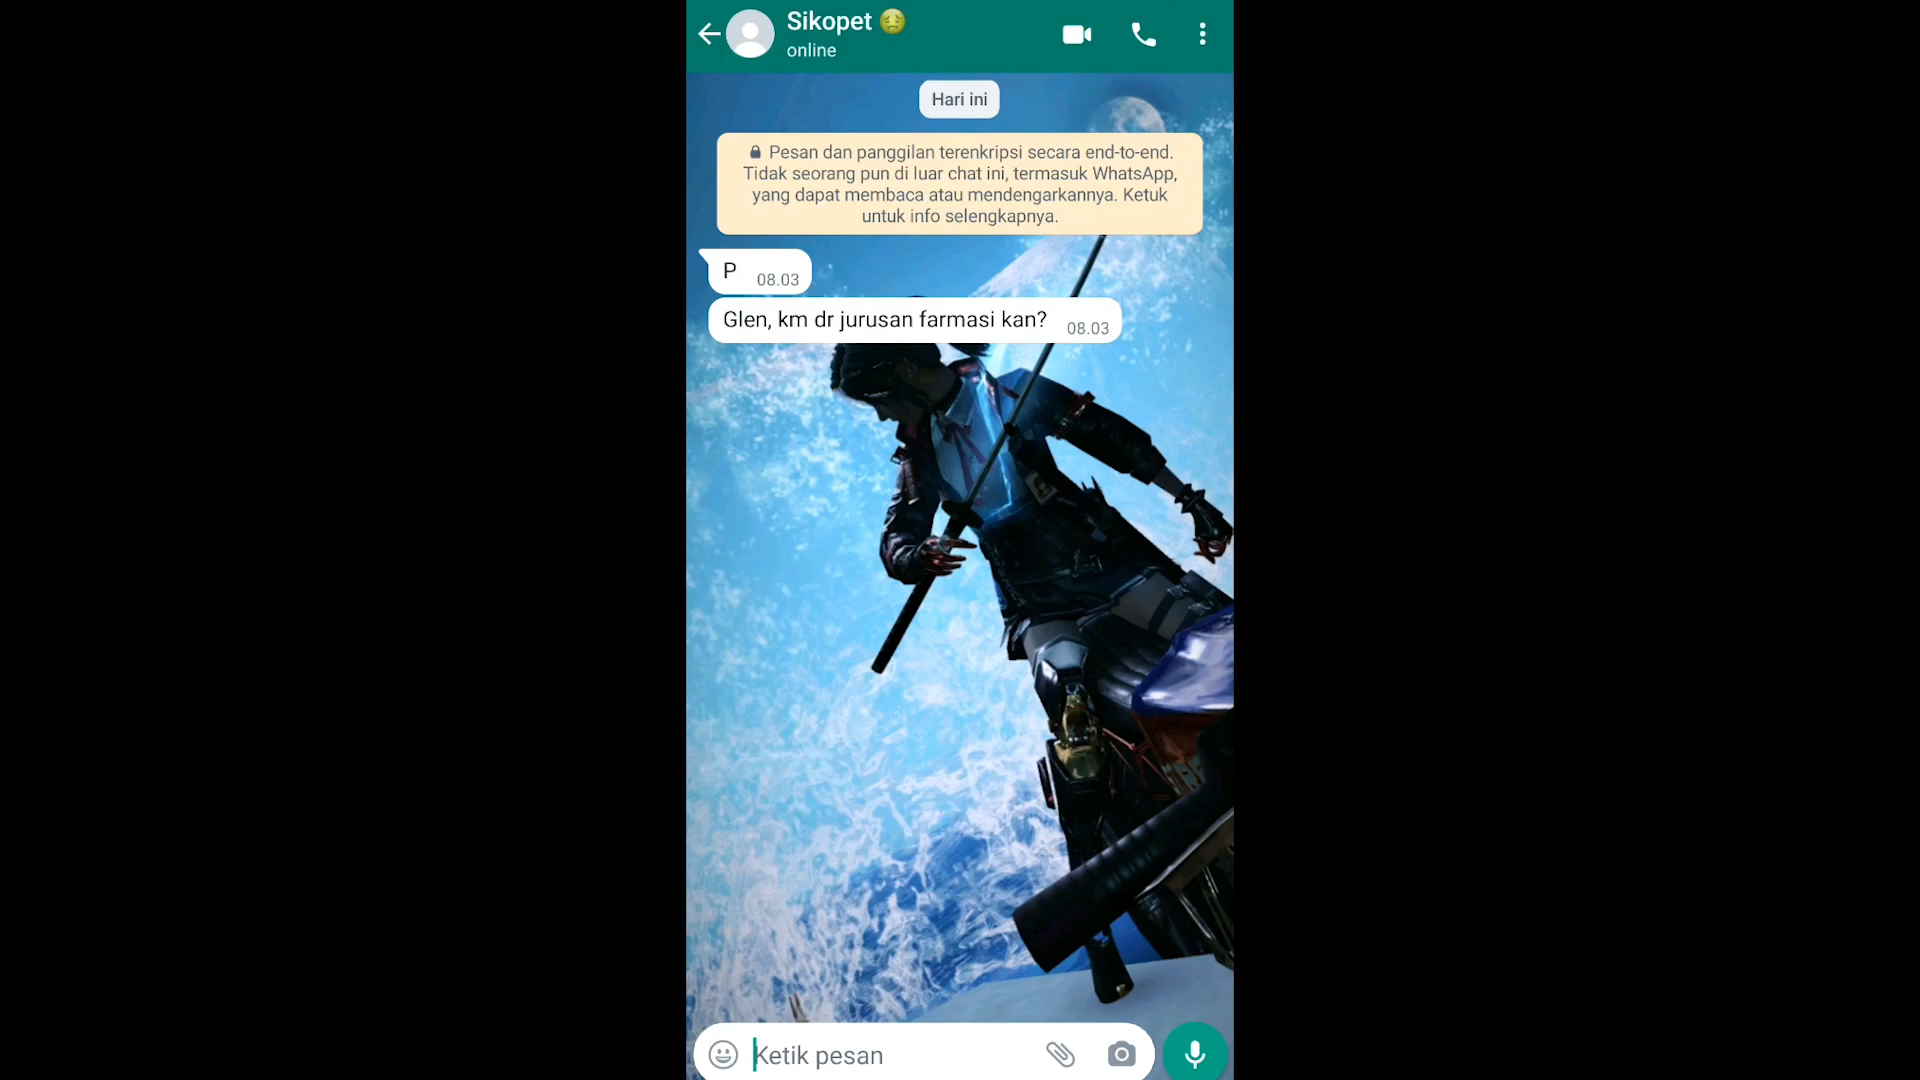 Sikopet 🤢
online
Hari ini
🔒 Pesan dan panggilan terenkripsi secara end-to-end.
Tidak seorang pun di luar chat ini, termasuk WhatsApp,
yang dapat membaca atau mendengarkannya. Ketuk
untuk info selengkapnya.
P 08.03
Glen, km dr jurusan farmasi kan? 08.03
Ketik pesan